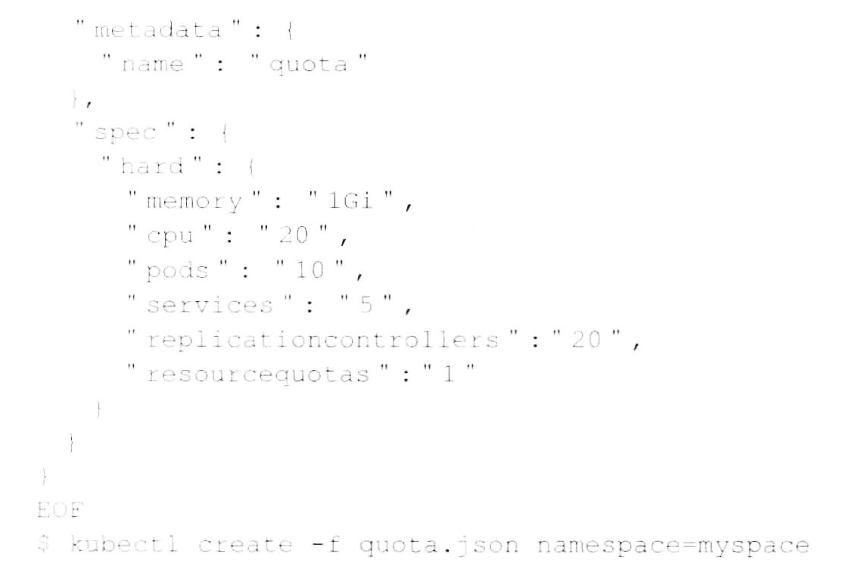 "metadata": {
"name": "quota"
},
"spec": {
"hard": {
"memory": "1Gi",
"cpu": "20",
"pods": "10",
"services": "5",
"replicationcontrollers":"20",
"resourcequotas":"1"
}
}
}
EOF
$ kubectl create -f quota.json namespace=myspace